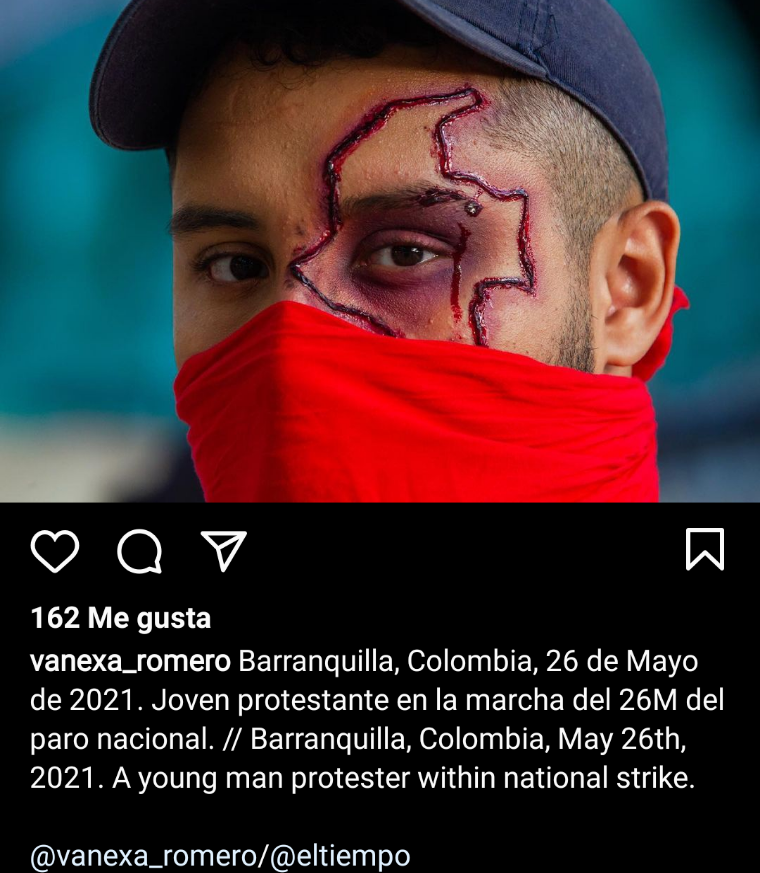 162 Me gusta
vanexa_romero Barranquilla, Colombia, 26 de Mayo
de 2021. Joven protestante en la marcha del 26M del
paro nacional. // Barranquilla, Colombia, May 26th,
2021. A young man protester within national strike.
@vanexa_romero/@eltiempo